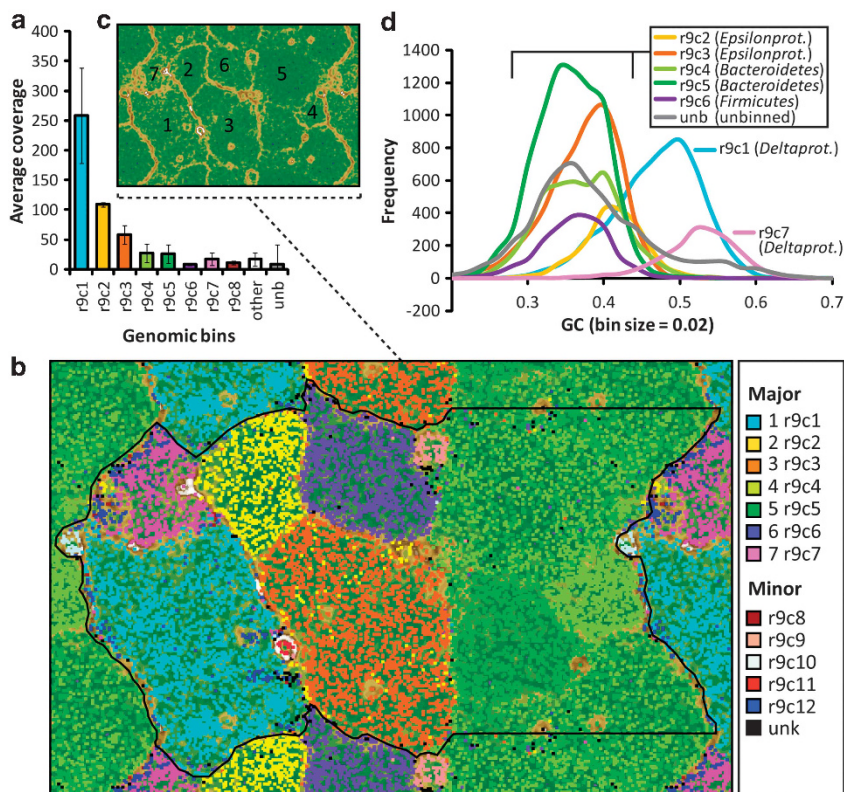 a
Average coverage
400
350
300
250
200
150
100
50
0
r9c1
r9c2
r9c3
r9c4
r9c5
r9c6
r9c7
r9c8
other
unb
Genomic bins
c
7
2
6
5
4
1
3
d
r9c2 (Epsilonprot.)
r9c3 (Epsilonprot.)
r9c4 (Bacteroidetes)
r9c5 (Bacteroidetes)
r9c6 (Firmicutes)
unb (unbinned)
r9c1 (Deltaprot.)
r9c7
(Deltaprot.)
Frequency
1400
1200
1000
800
600
400
200
0
-200
0.3
0.4
0.5
0.6
0.7
GC (bin size = 0.02)
b
Major
1 r9c1
2 r9c2
3 r9c3
4 r9c4
5 r9c5
6 r9c6
7 r9c7
Minor
r9c8
r9c9
r9c10
r9c11
r9c12
unk